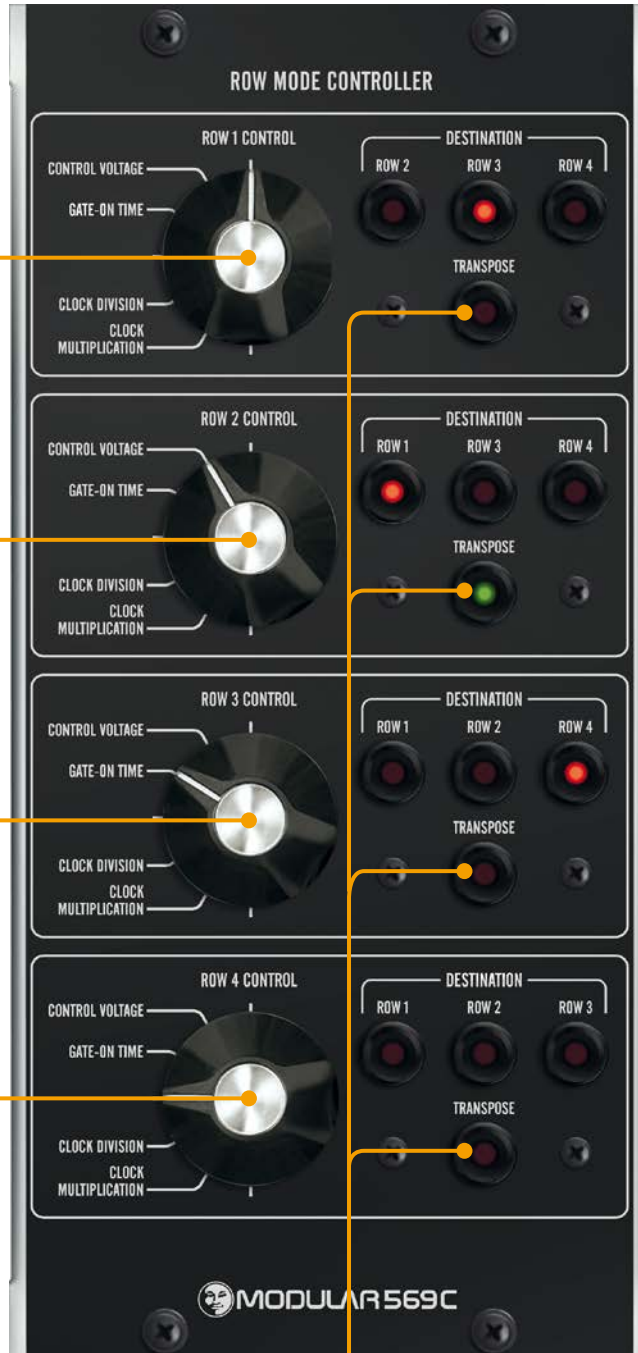 ROW MODE CONTROLLER
ROW 1 CONTROL
CONTROL VOLTAGE
GATE-ON TIME
CLOCK DIVISION
CLOCK
MULTIPLICATION
DESTINATION
ROW 2 ROW 3 ROW 4
TRANSPOSE
ROW 2 CONTROL
CONTROL VOLTAGE
GATE-ON TIME
CLOCK DIVISION
CLOCK
MULTIPLICATION
DESTINATION
ROW 1 ROW 3 ROW 4
TRANSPOSE
ROW 3 CONTROL
CONTROL VOLTAGE
GATE-ON TIME
CLOCK DIVISION
CLOCK
MULTIPLICATION
DESTINATION
ROW 1 ROW 2 ROW 4
TRANSPOSE
ROW 4 CONTROL
CONTROL VOLTAGE
GATE-ON TIME
CLOCK DIVISION
CLOCK
MULTIPLICATION
DESTINATION
ROW 1 ROW 2 ROW 3
TRANSPOSE
MODULAR 569C